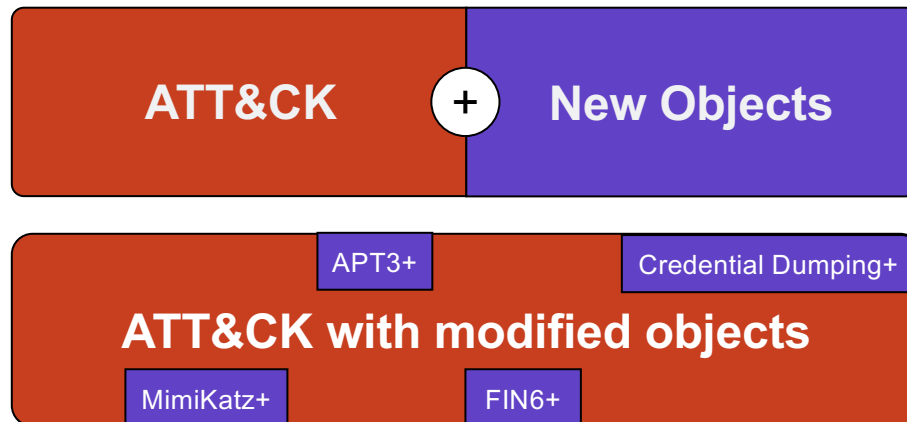 ATT&CK + New Objects
APT3+ Credential Dumping+
ATT&CK with modified objects
MimiKatz+ FIN6+